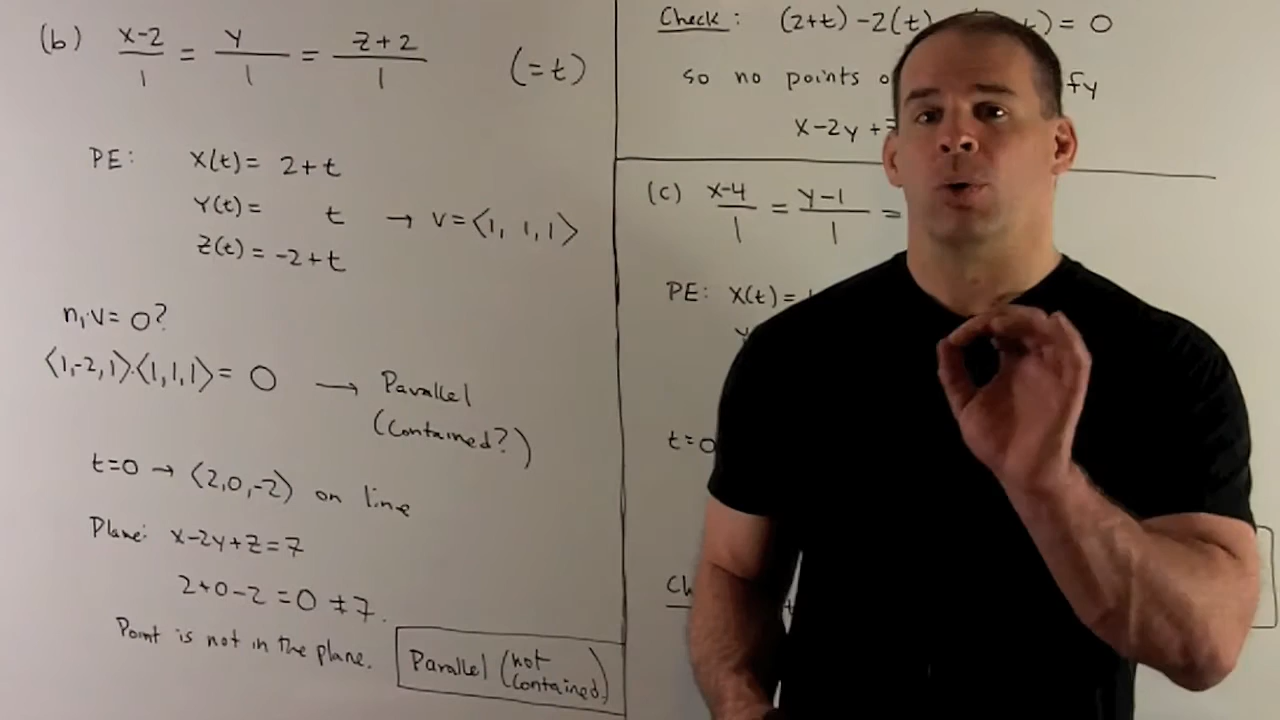 (b) x-2/1 = y/1 = z+2/1 (=t)
PE: x(t)= 2+t
y(t)= t → v=⟨1, 1, 1⟩
z(t)= -2+t
n·v= 0?
⟨1,-2,1⟩·⟨1,1,1⟩= 0 → Parallel
(contained?)
t=0 → (2,0,-2) on line
Plane: x-2y+z=7
2+0-2=0≠7.
Point is not in the plane.
Parallel (not contained)
Check: (2+t)-2(t) ) = 0
so no points
x-2y+
(c) x-4/1 = y-1/1 =
PE: x(t)=
t=0